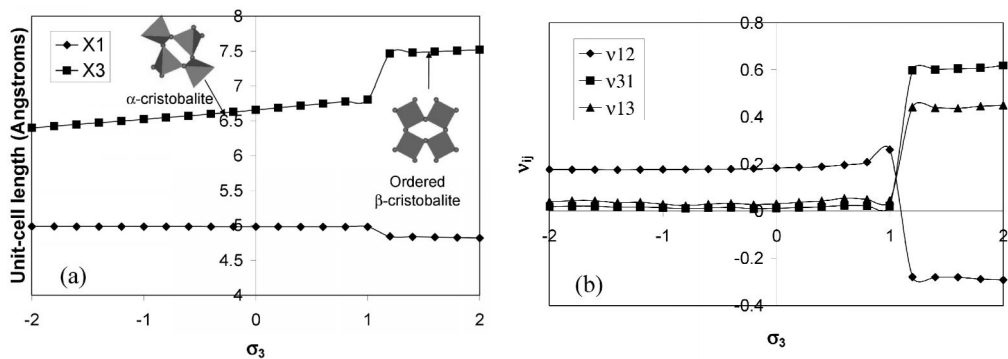 Unit-cell length (Angstroms)
X1
X3
8
7.5
7
6.5
6
5.5
5
4.5
4
α-cristobalite
Ordered
β-cristobalite
(a)
-2
-1
0
1
2
σ₃
νij
ν12
ν31
ν13
0.8
0.6
0.4
0.2
0
-0.2
-0.4
-2
-1
0
1
2
(b)
σ₃